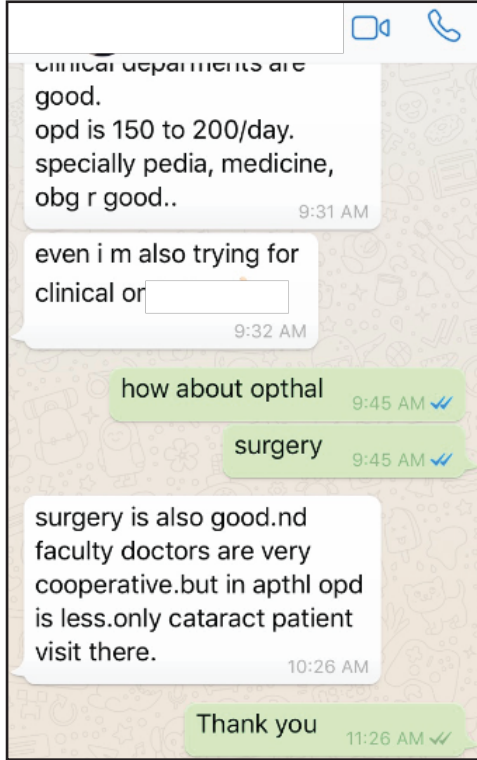 clinical deparments are
good.
opd is 150 to 200/day.
specially pedia, medicine,
obg r good..
9:31 AM
even i m also trying for
clinical or
9:32 AM
how about opthal
9:45 AM
surgery
9:45 AM
surgery is also good.nd
faculty doctors are very
cooperative.but in apthl opd
is less.only cataract patient
visit there.
10:26 AM
Thank you
11:26 AM